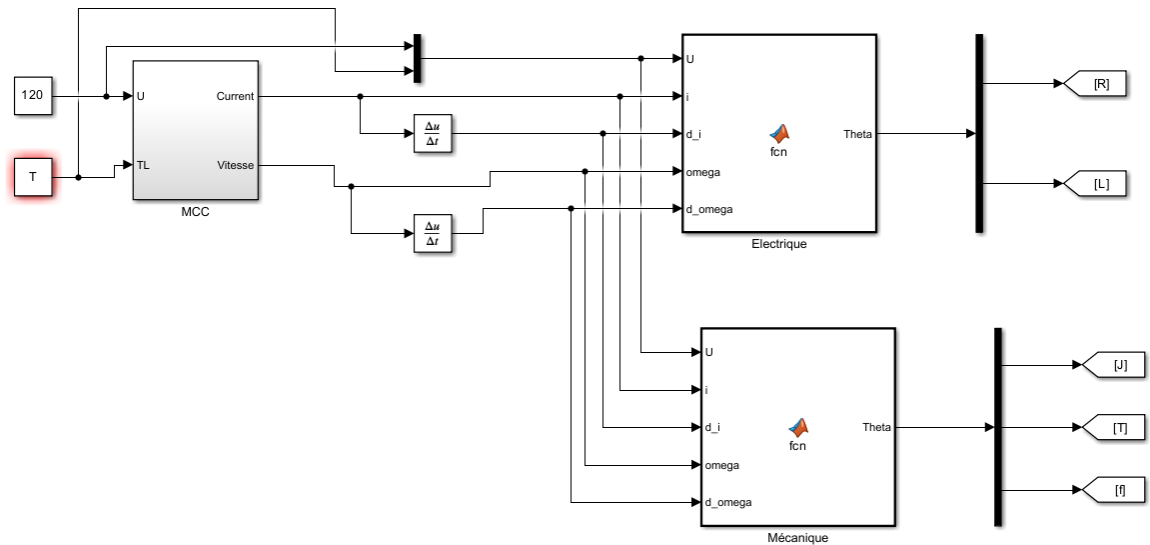 120
T
U
TL
Current
Vitesse
MCC
Δu
Δt
Δu
Δt
U
i
d_i
omega
d_omega
fcn
Theta
Electrique
[R]
[L]
U
i
d_i
omega
d_omega
fcn
Theta
Mécanique
[J]
[T]
[f]